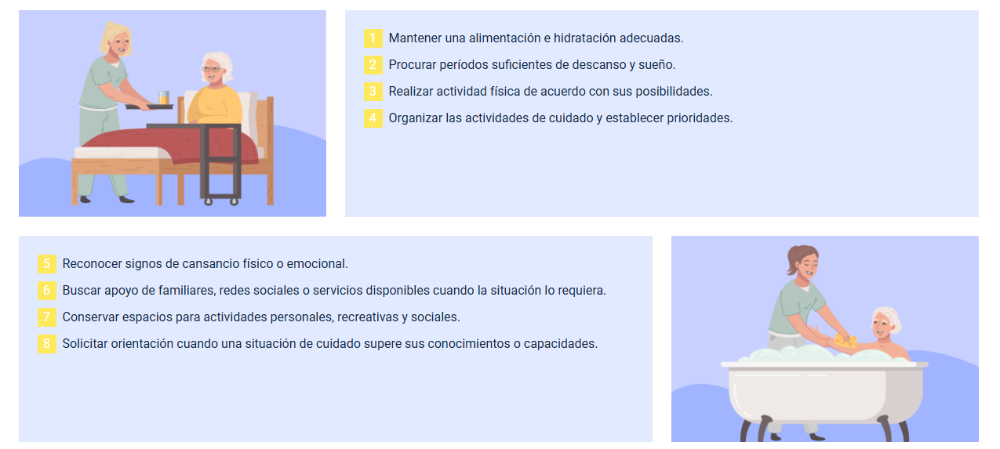 1 Mantener una alimentación e hidratación adecuadas.
2 Procurar períodos suficientes de descanso y sueño.
3 Realizar actividad física de acuerdo con sus posibilidades.
4 Organizar las actividades de cuidado y establecer prioridades.
5 Reconocer signos de cansancio físico o emocional.
6 Buscar apoyo de familiares, redes sociales o servicios disponibles cuando la situación lo requiera.
7 Conservar espacios para actividades personales, recreativas y sociales.
8 Solicitar orientación cuando una situación de cuidado supere sus conocimientos o capacidades.